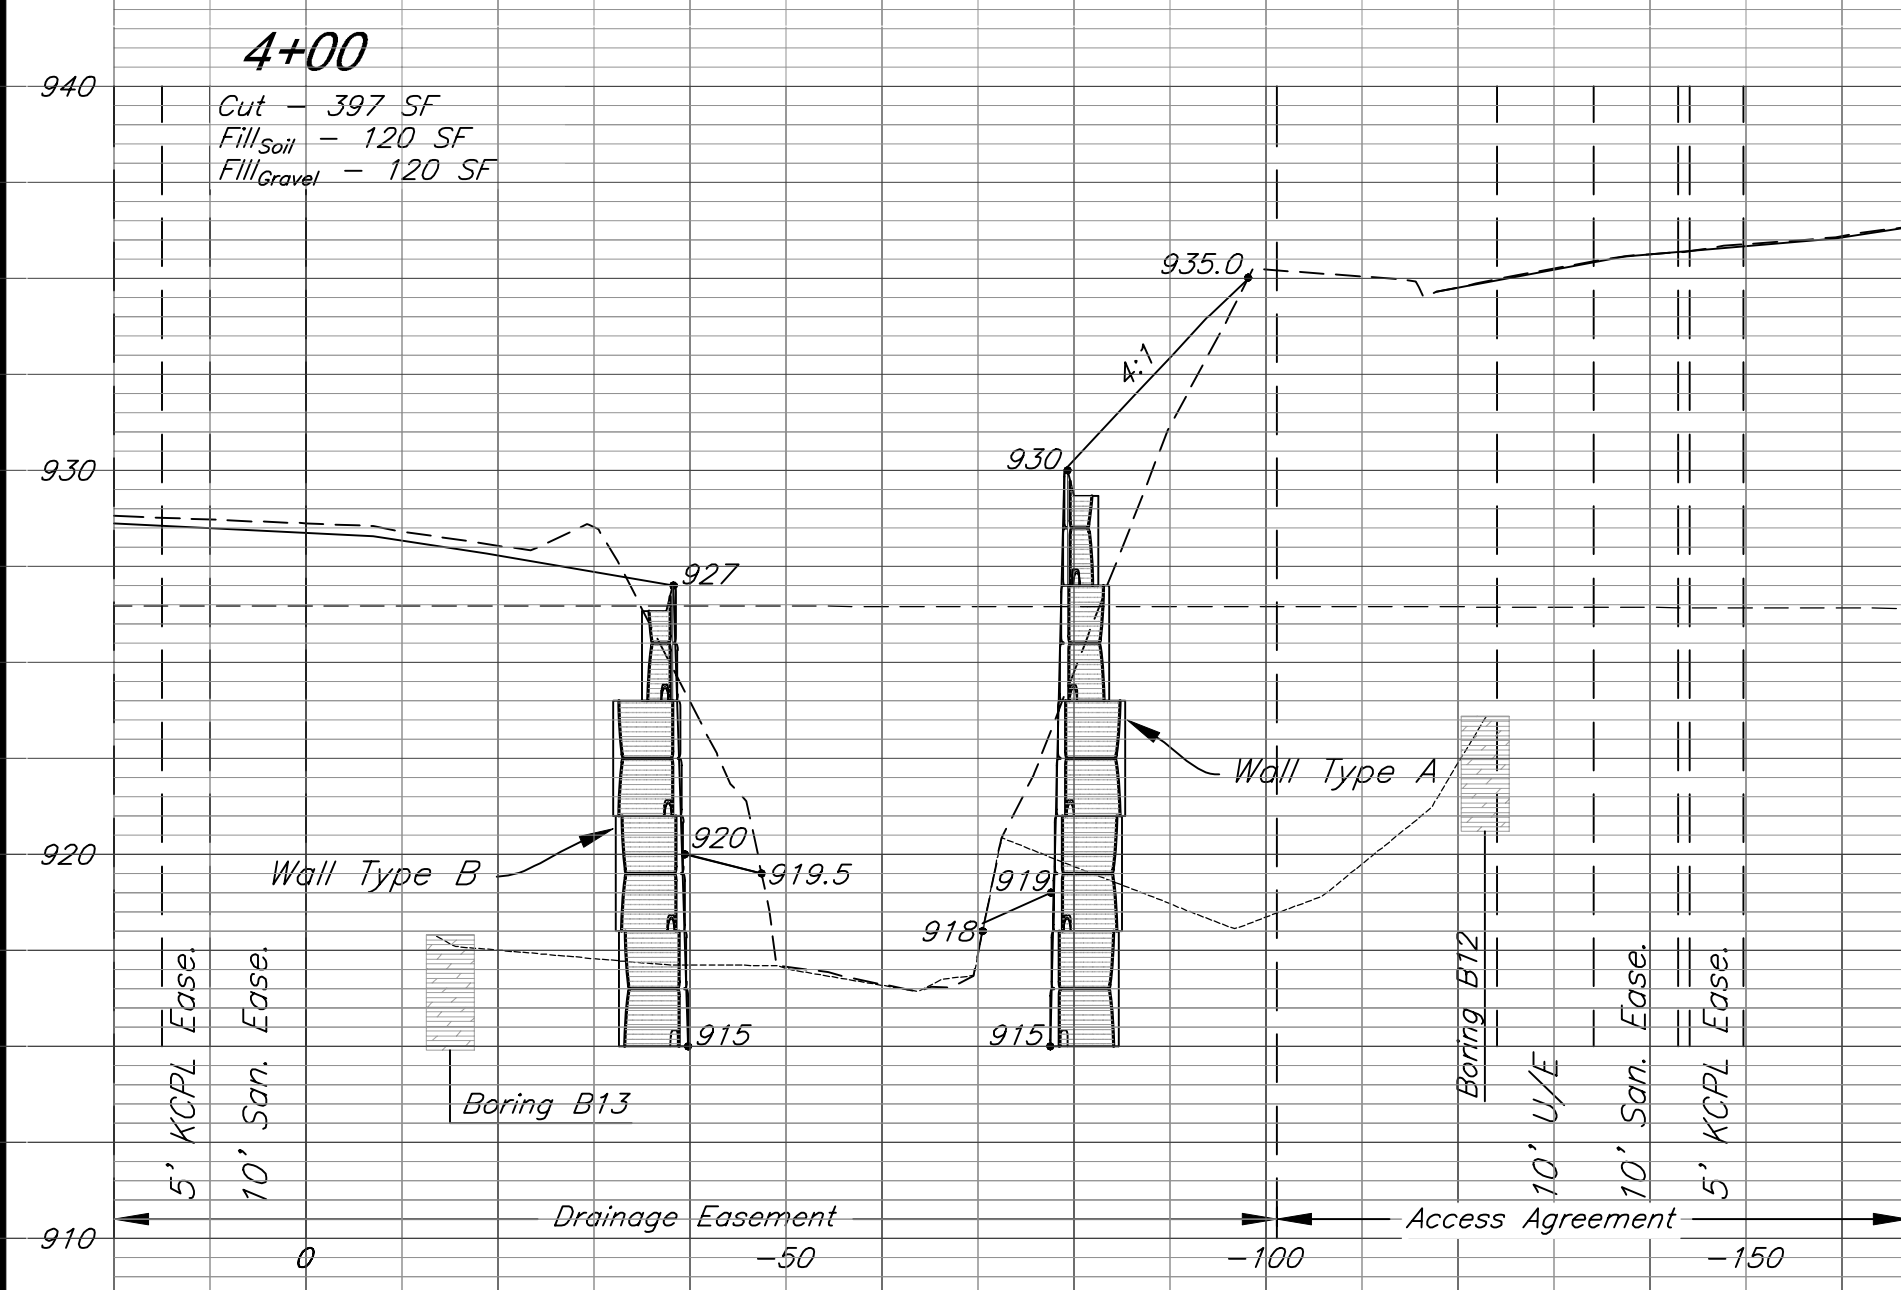 4+00
940
Cut - 397 SF
FillSoil - 120 SF
FIllGravel - 120 SF
935.0
4:1
930
930
927
Wall Type A
920
920
Wall Type B
919.5
919
918
915
915
Boring B12
Boring B13
5' KCPL Ease.
10' San. Ease.
10' U/E
10' San. Ease.
5' KCPL Ease.
Drainage Easement
Access Agreement
910
0
-50
-100
-150